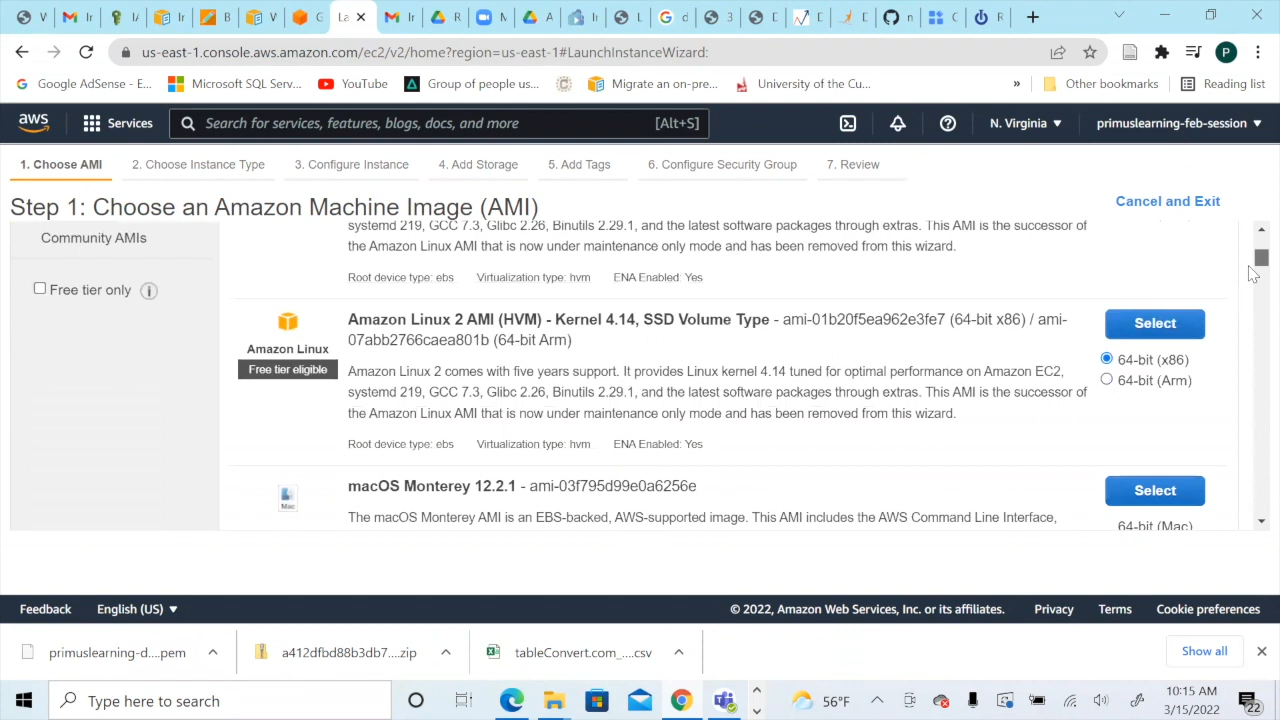 V
M Ir
Ir
W
La
M Ir
R
N
A
Ir
L
d
3
D
D
D
n
C
R
us-east-1.console.aws.amazon.com/ec2/v2/home?region=us-east-1#LaunchInstanceWizard:
P
Google AdSense - E...
Microsoft SQL Serv...
YouTube
Group of people us...
Migrate an on-pre...
University of the Cu...
»
Other bookmarks
Reading list
aws
Services
Search for services, features, blogs, docs, and more
[Alt+S]
N. Virginia
primuslearning-feb-session
1. Choose AMI
2. Choose Instance Type
3. Configure Instance
4. Add Storage
5. Add Tags
6. Configure Security Group
7. Review
Step 1: Choose an Amazon Machine Image (AMI)
Cancel and Exit
Community AMIs
Free tier only
systemd 219, GCC 7.3, Glibc 2.26, Binutils 2.29.1, and the latest software packages through extras. This AMI is the successor of
the Amazon Linux AMI that is now under maintenance only mode and has been removed from this wizard.
Root device type: ebs
Virtualization type: hvm
ENA Enabled: Yes
Amazon Linux
Free tier eligible
Amazon Linux 2 AMI (HVM) - Kernel 4.14, SSD Volume Type - ami-01b20f5ea962e3fe7 (64-bit x86) / ami-
07abb2766caea801b (64-bit Arm)
Amazon Linux 2 comes with five years support. It provides Linux kernel 4.14 tuned for optimal performance on Amazon EC2,
systemd 219, GCC 7.3, Glibc 2.26, Binutils 2.29.1, and the latest software packages through extras. This AMI is the successor of
the Amazon Linux AMI that is now under maintenance only mode and has been removed from this wizard.
Root device type: ebs
Virtualization type: hvm
ENA Enabled: Yes
Select
64-bit (x86)
64-bit (Arm)
Mac
macOS Monterey 12.2.1 - ami-03f795d99e0a6256e
The macOS Monterey AMI is an EBS-backed, AWS-supported image. This AMI includes the AWS Command Line Interface,
Select
64-bit (Mac)
Feedback
English (US)
© 2022, Amazon Web Services, Inc. or its affiliates.
Privacy
Terms
Cookie preferences
primuslearning-d....pem
a412dfbd88b3db7....zip
tableConvert.com_....csv
Show all
Type here to search
56°F
10:15 AM
3/15/2022
22